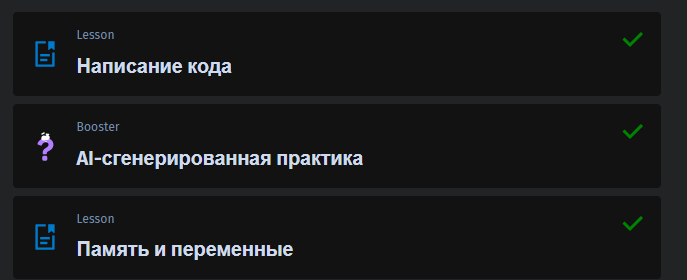 Lesson
Написание кода
Booster
AI-сгенерированная практика
Lesson
Память и переменные